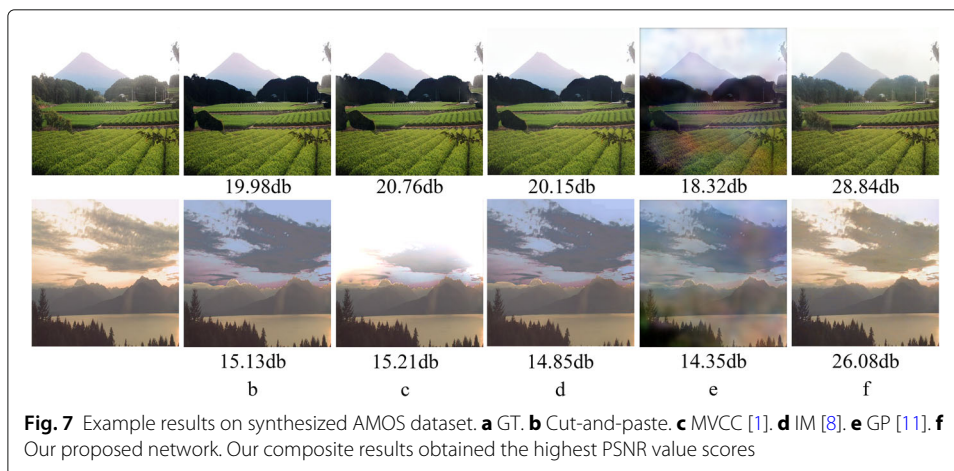 19.98db 20.76db 20.15db 18.32db 28.84db
15.13db 15.21db 14.85db 14.35db 26.08db
b c d e f
Fig. 7 Example results on synthesized AMOS dataset. a GT. b Cut-and-paste. c MVCC [1]. d IM [8]. e GP [11]. f
Our proposed network. Our composite results obtained the highest PSNR value scores